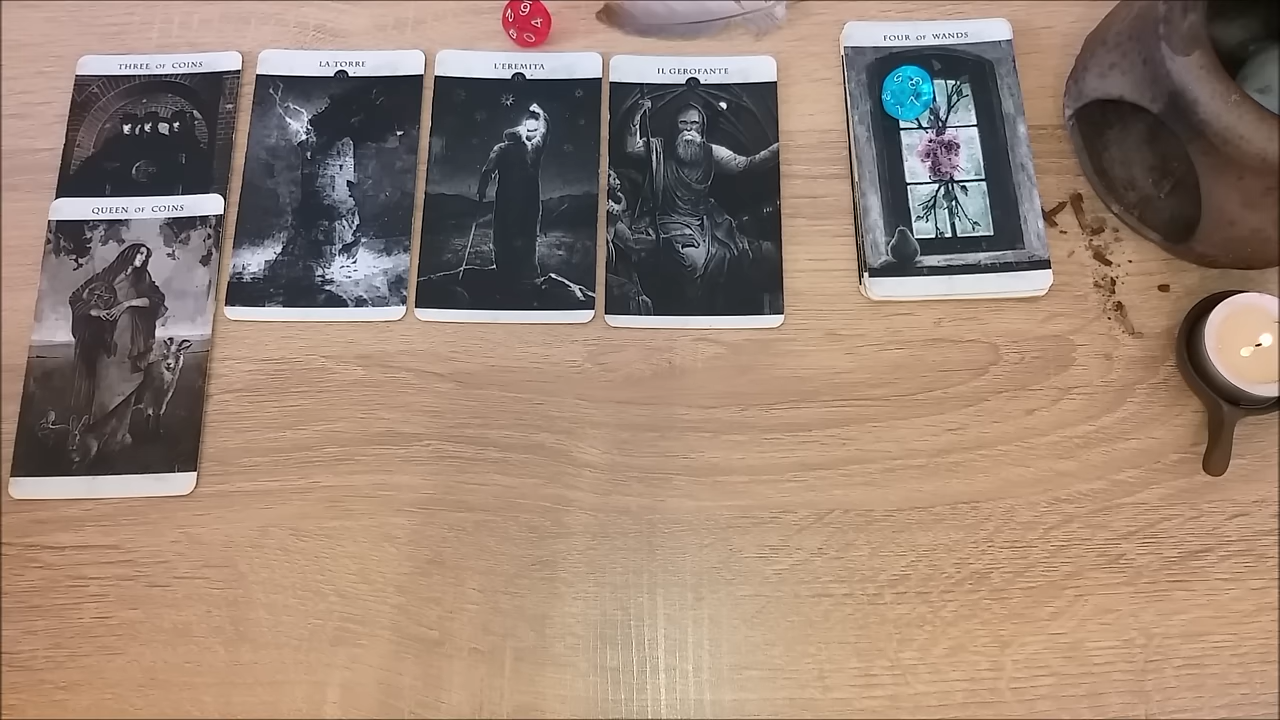 THREE OF COINS
LA TORRE
L'EREMITA
IL GEROFANTE
FOUR OF WANDS
QUEEN OF COINS